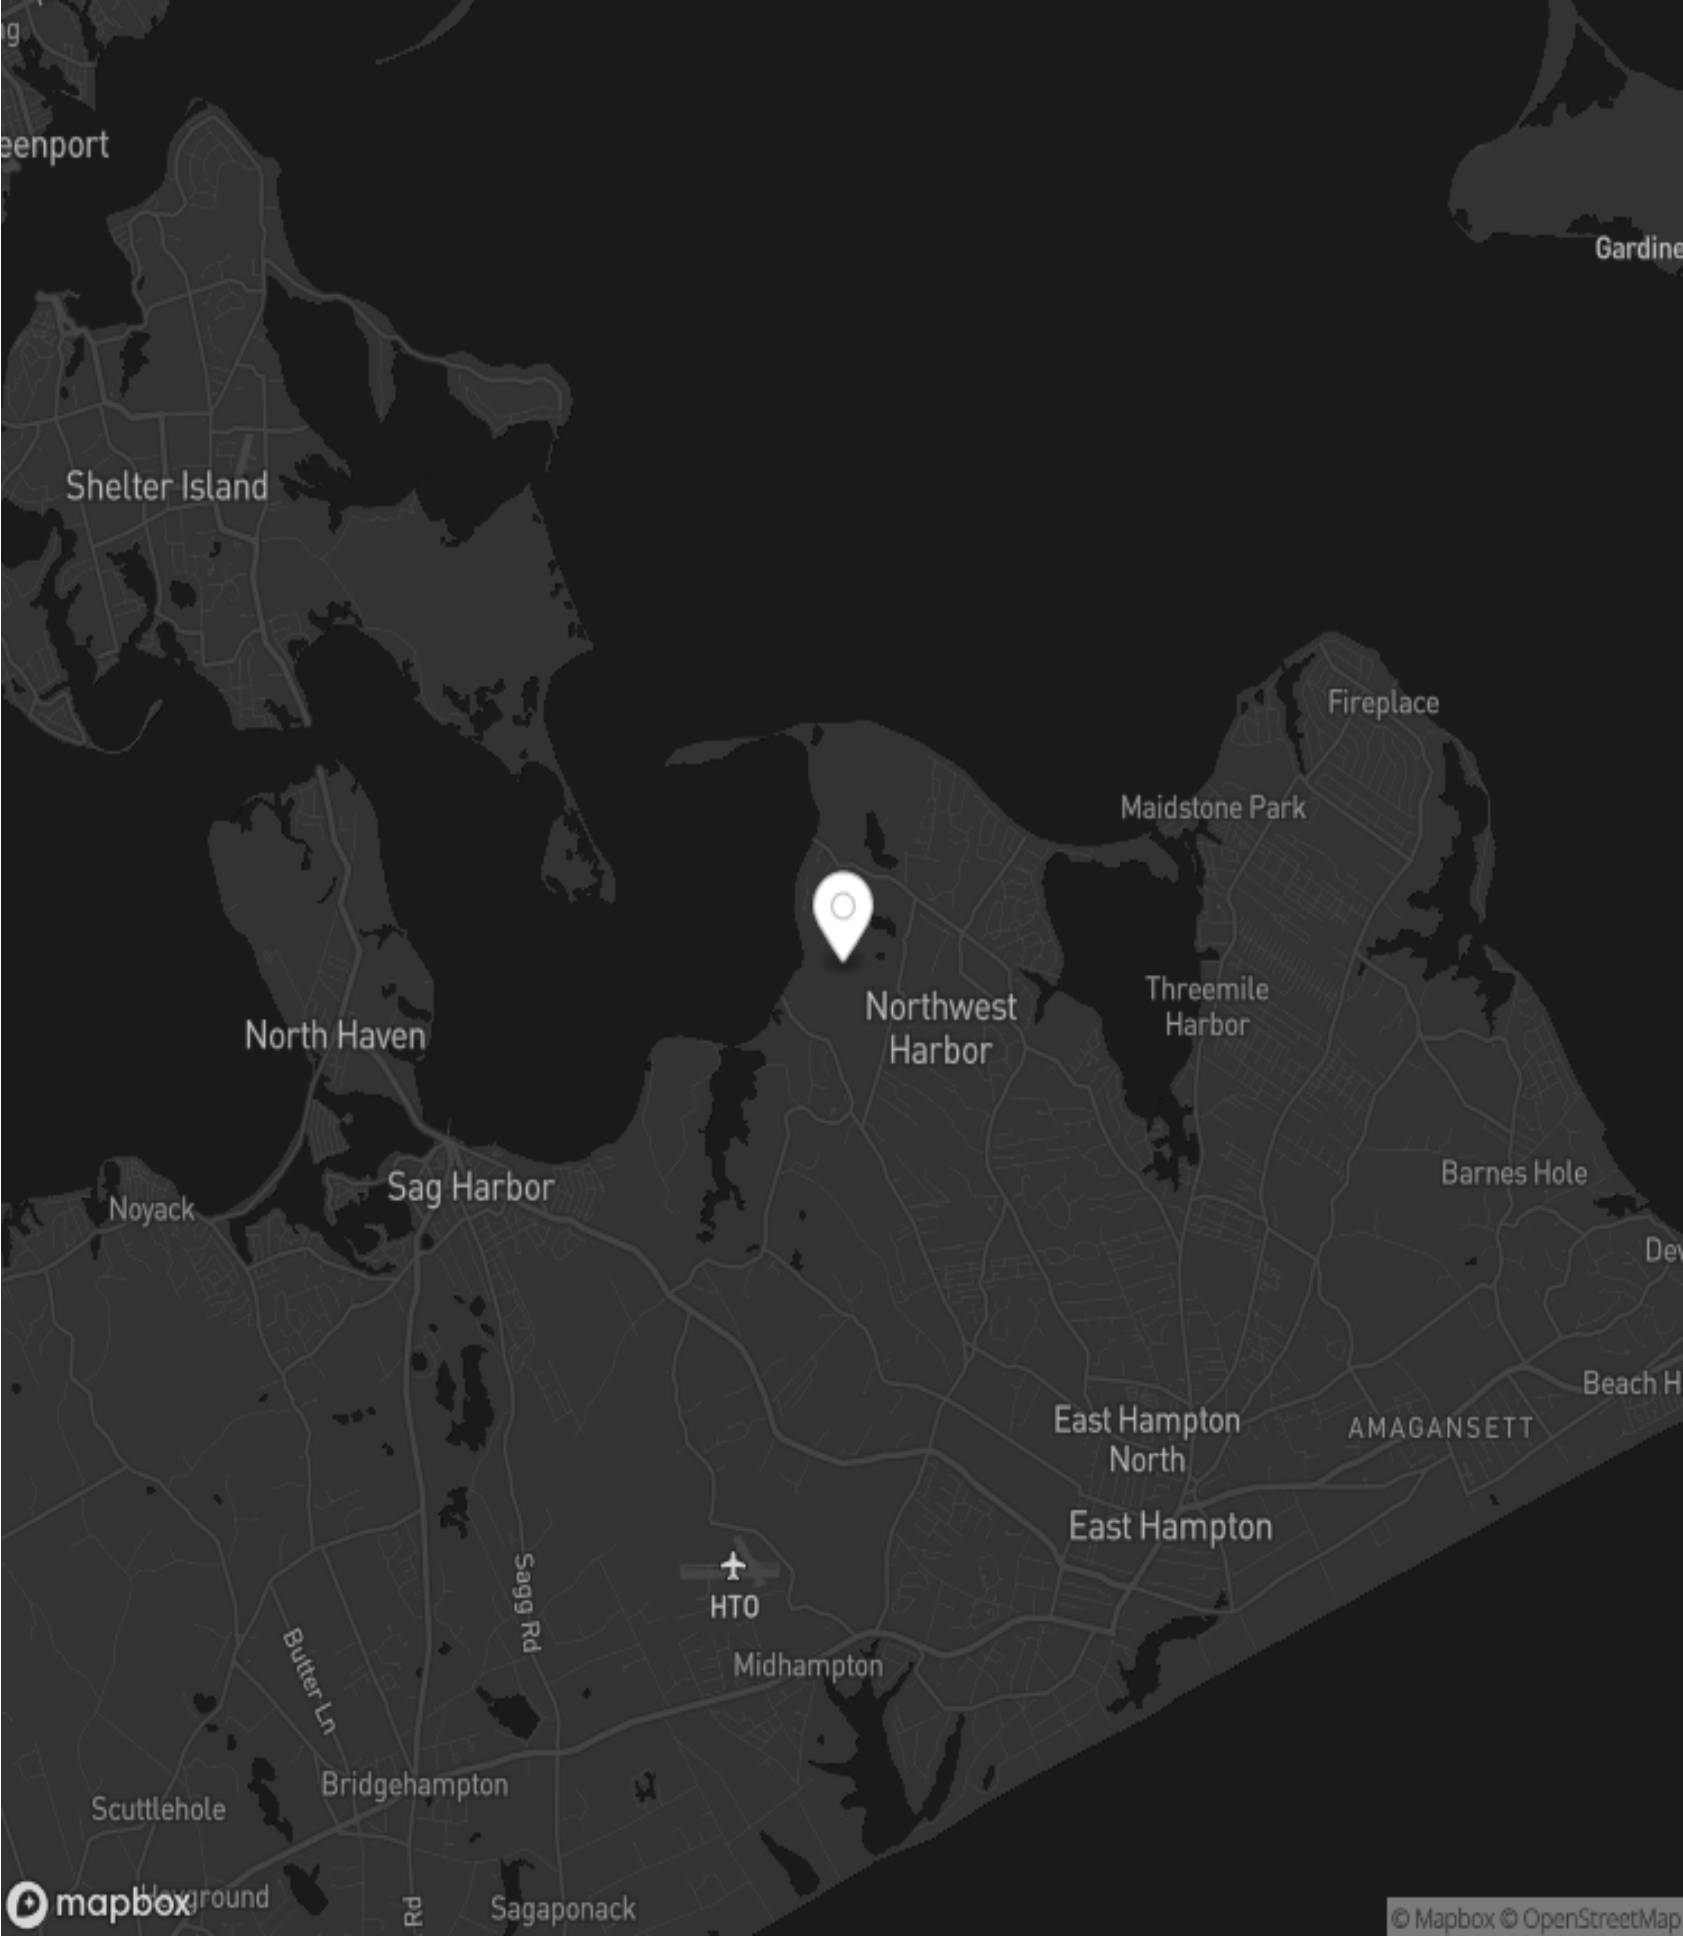 eenport
Gardine
Shelter Island
Fireplace
Maidstone Park
Threemile
Harbor
Northwest
Harbor
North Haven
Barnes Hole
Sag Harbor
Noyack
Dev
Beach H
East Hampton
North
AMAGANSETT
East Hampton
HTO
Sagg Rd
Midhampton
Butter Ln
Bridgehampton
Scuttlehole
mapbox
Rd
Sagaponack
© Mapbox © OpenStreetMap